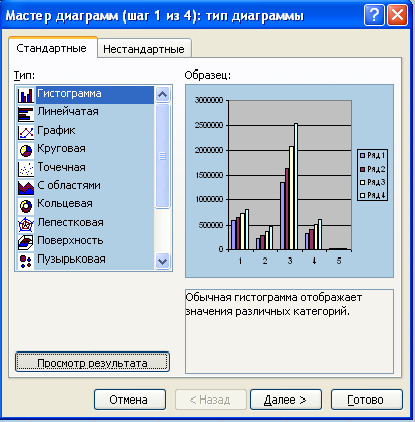 Мастер диаграмм (шаг 1 из 4): тип диаграммы
Стандартные
Нестандартные
Тип:
Гистограмма
Линейчатая
График
Круговая
Точечная
С областями
Кольцевая
Лепестковая
Поверхность
Пузырьковая
Образец:
3000000
2500000
2000000
1500000
1000000
500000
0
1 2 3 4 5
Ряд1
Ряд2
Ряд3
Ряд4
Обычная гистограмма отображает
значения различных категорий.
Просмотр результата
Отмена
< Назад
Далее >
Готово